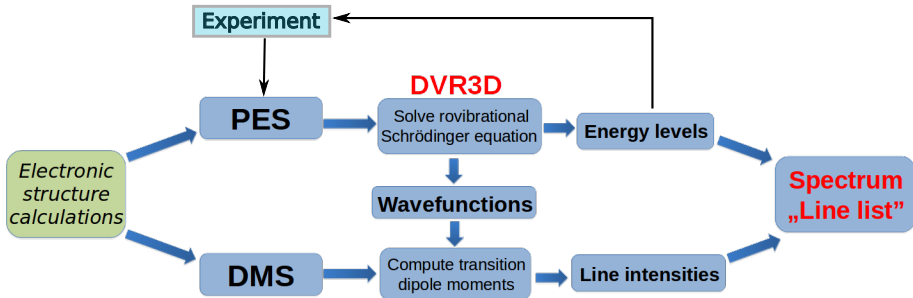 Experiment
DVR3D
PES
Solve rovibrational
Schrödinger equation
Energy levels
Electronic
structure
calculations
Wavefunctions
Spectrum
„Line list”
DMS
Compute transition
dipole moments
Line intensities